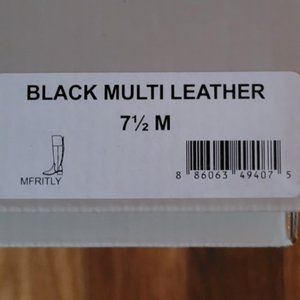 BLACK MULTI LEATHER
7½ M
MFRITLY
8 86063 49407 5